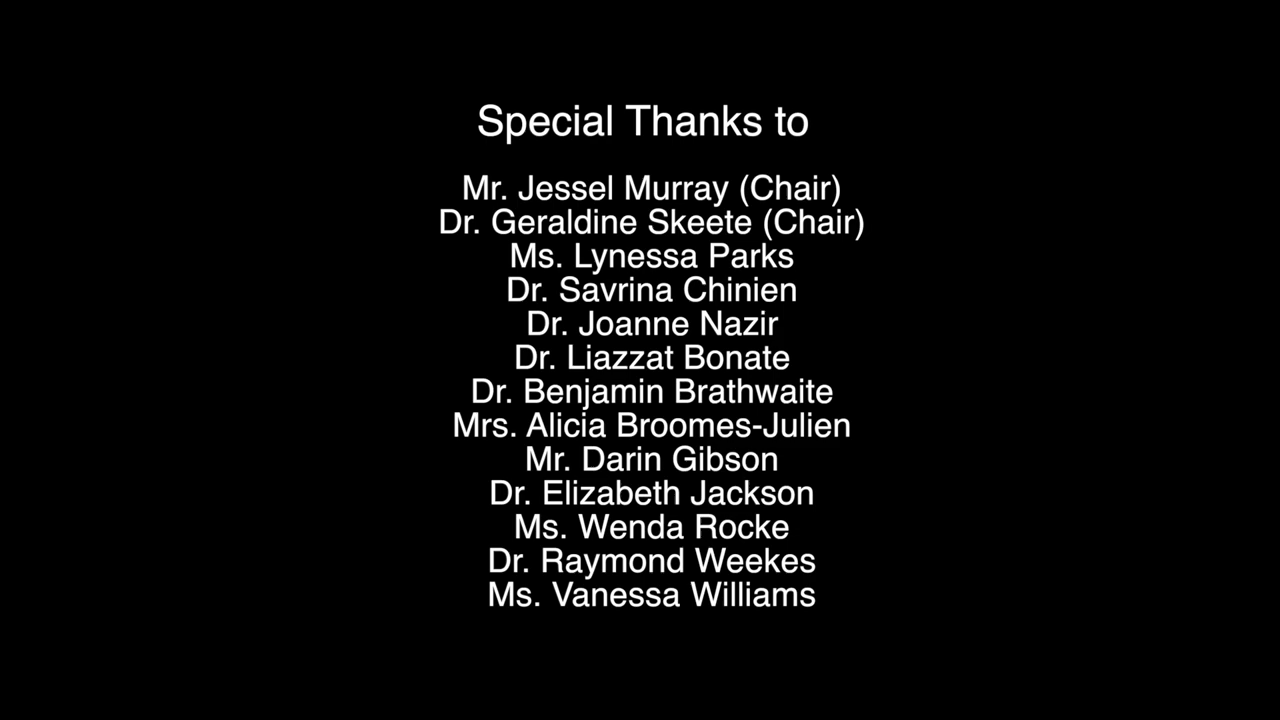 Special Thanks to
Mr. Jessel Murray (Chair)
Dr. Geraldine Skeete (Chair)
Ms. Lynessa Parks
Dr. Savrina Chinien
Dr. Joanne Nazir
Dr. Liazzat Bonate
Dr. Benjamin Brathwaite
Mrs. Alicia Broomes-Julien
Mr. Darin Gibson
Dr. Elizabeth Jackson
Ms. Wenda Rocke
Dr. Raymond Weekes
Ms. Vanessa Williams